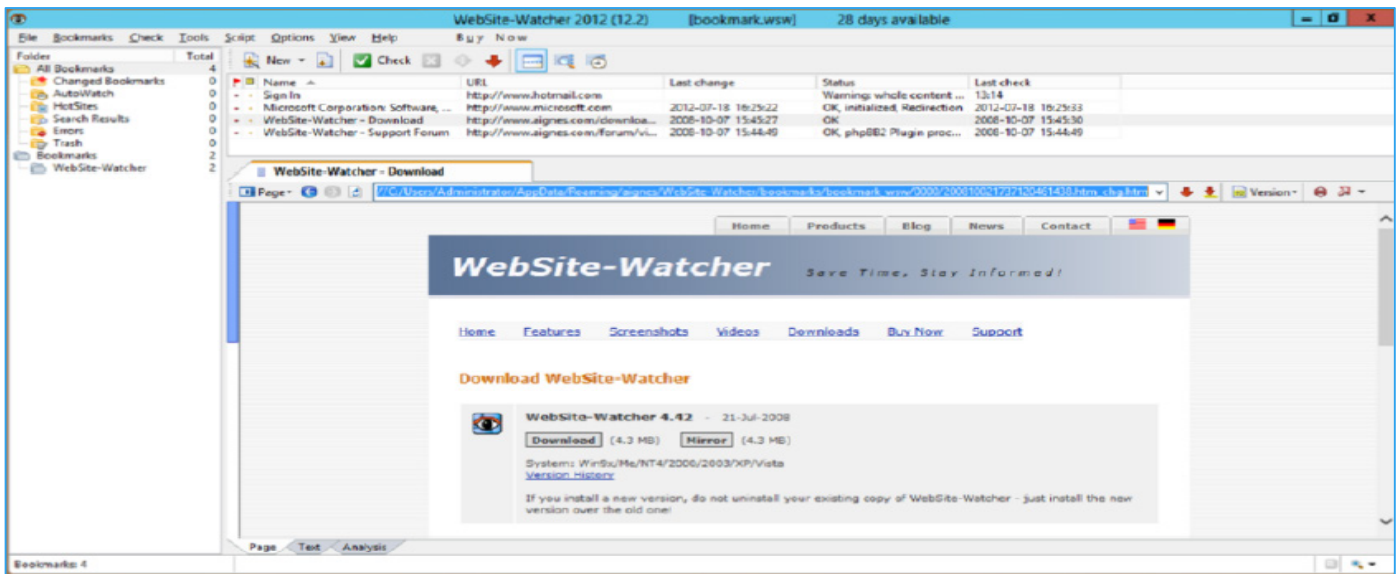 WebSite-Watcher 2012 (12.2) [bookmark.wsw] 28 days available
File Bookmarks Check Tools Script Options View Help Buy Now
Folder Total
All Bookmarks 4
Changed Bookmarks 0
AutoWatch 0
HotSites 0
Search Results 0
Errors 0
Trash 0
Bookmarks 2
WebSite-Watcher 2
New Check
Name URL Last change Status Last check
Sign In http://www.hotmail.com Warning: whole content ... 13:14
Microsoft Corporation: Software, ... http://www.microsoft.com 2012-07-18 16:25:22 OK, initialized, Redirection 2012-07-18 16:25:33
WebSite-Watcher - Download http://www.aignes.com/downloa... 2008-10-07 15:45:27 OK 2008-10-07 15:45:30
WebSite-Watcher - Support Forum http://www.aignes.com/forum/vi... 2008-10-07 15:44:49 OK, phpBB2 Plugin proc... 2008-10-07 15:44:49
WebSite-Watcher - Download
Page Version
Home Products Blog News Contact
WebSite-Watcher Save Time, Stay Informed!
Home Features Screenshots Videos Downloads Buy Now Support
Download WebSite-Watcher
WebSite-Watcher 4.42 - 21-Jul-2008
Download (4.3 MB) Mirror (4.3 MB)
System: Win9x/Me/NT4/2000/2003/XP/Vista
Version History
If you install a new version, do not uninstall your existing copy of WebSite-Watcher - just install the new
version over the old one!
Page Text Analysis
Bookmarks: 4